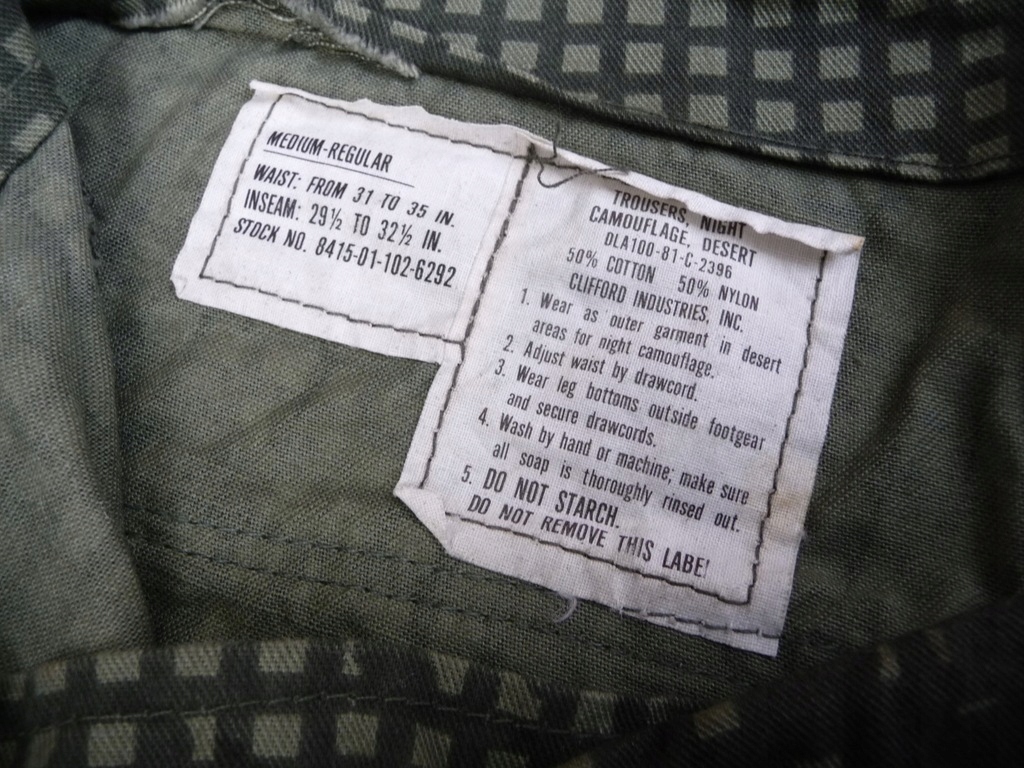 MEDIUM-REGULAR
WAIST: FROM 31 TO 35 IN.
INSEAM: 29½ TO 32½ IN.
STOCK NO. 8415-01-102-6292
TROUSERS, NIGHT
CAMOUFLAGE, DESERT
DLA100-81-C-2396
50% COTTON 50% NYLON
CLIFFORD INDUSTRIES, INC.
1. Wear as outer garment in desert
areas for night camouflage.
2. Adjust waist by drawcord.
3. Wear leg bottoms outside footgear
and secure drawcords.
4. Wash by hand or machine; make sure
all soap is thoroughly rinsed out.
5. DO NOT STARCH.
DO NOT REMOVE THIS LABEL